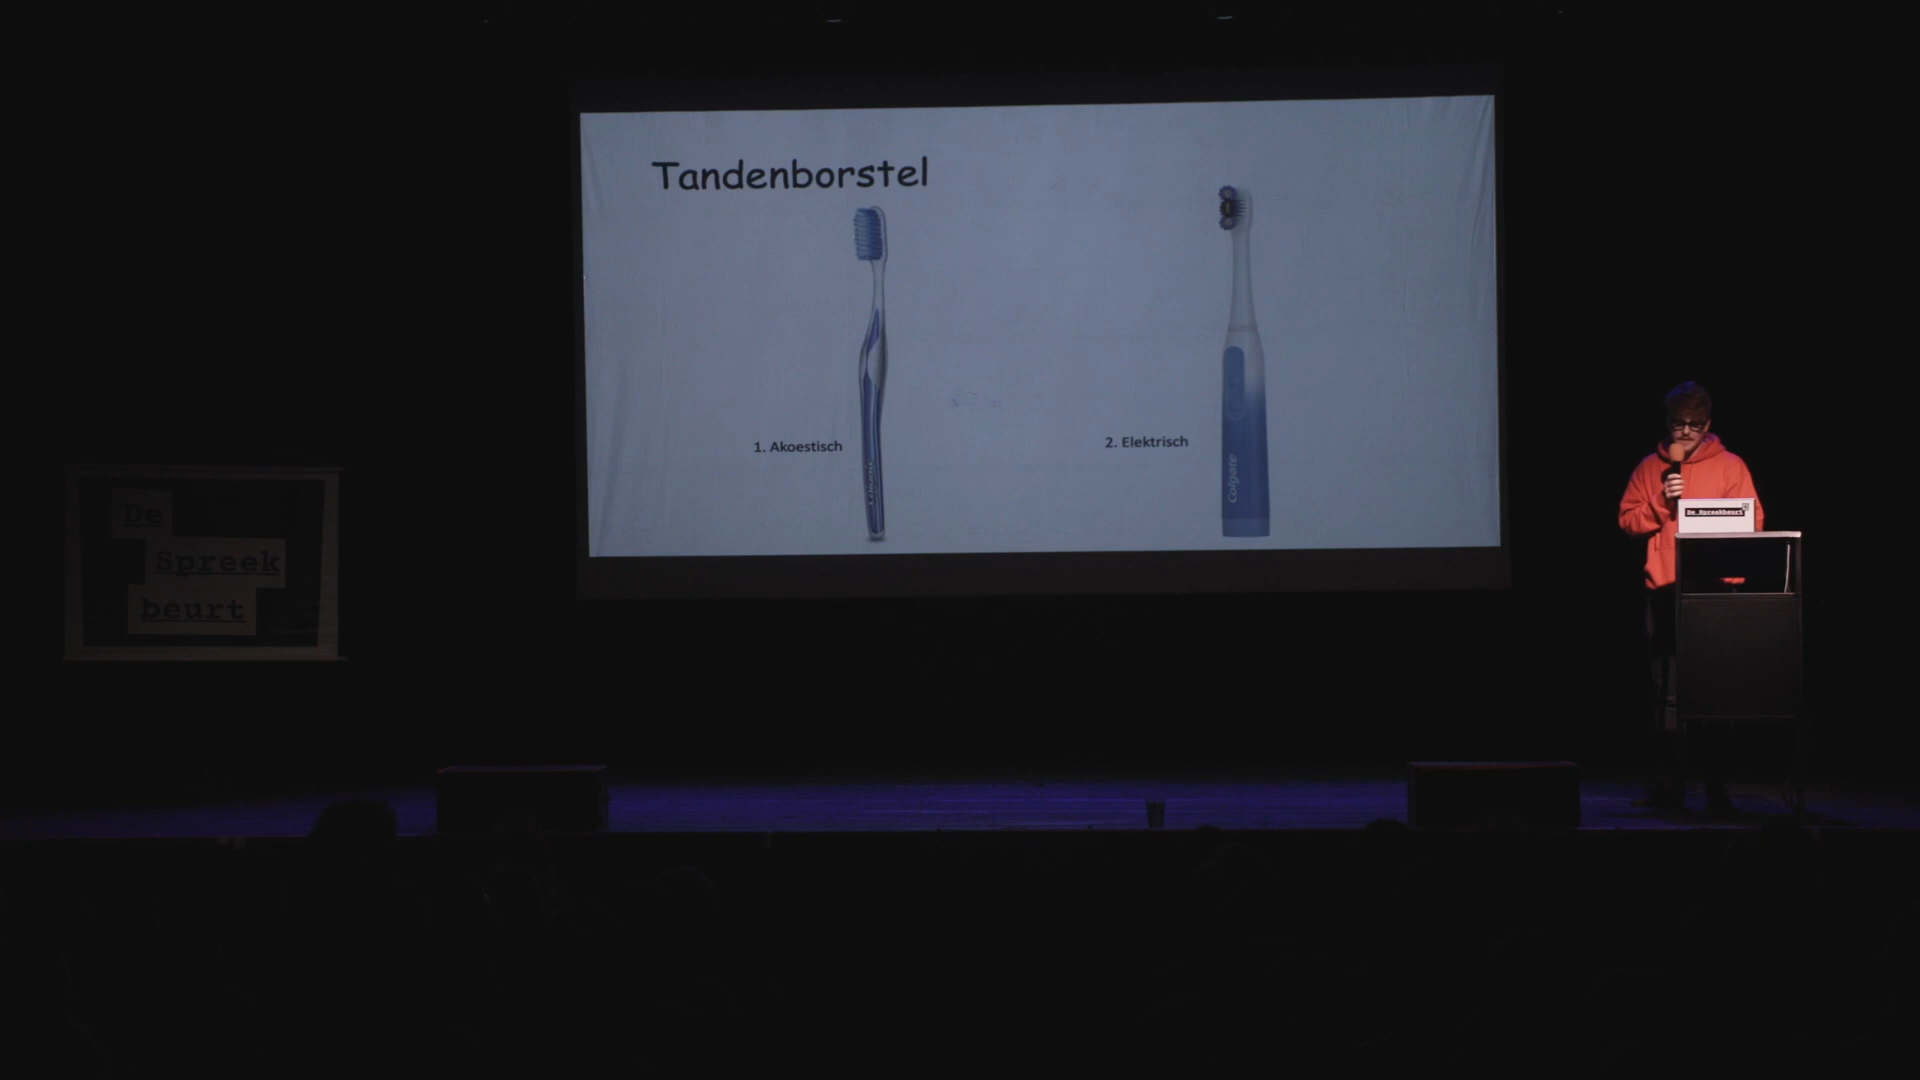 Tandenborstel
1. Akoestisch
2. Elektrisch
Colgate
De
Spreek
beurt
De Spreekbeurt